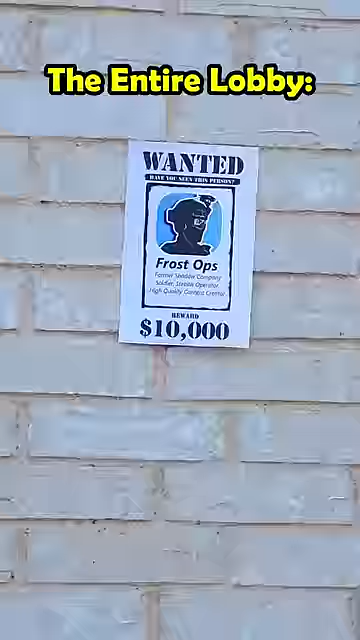 The Entire Lobby:
WANTED
HAVE YOU SEEN THIS PERSON?
Frost Ops
Former Shadow Company
Soldier, Stealth Operator,
High Quality Content Creator
REWARD
$10,000